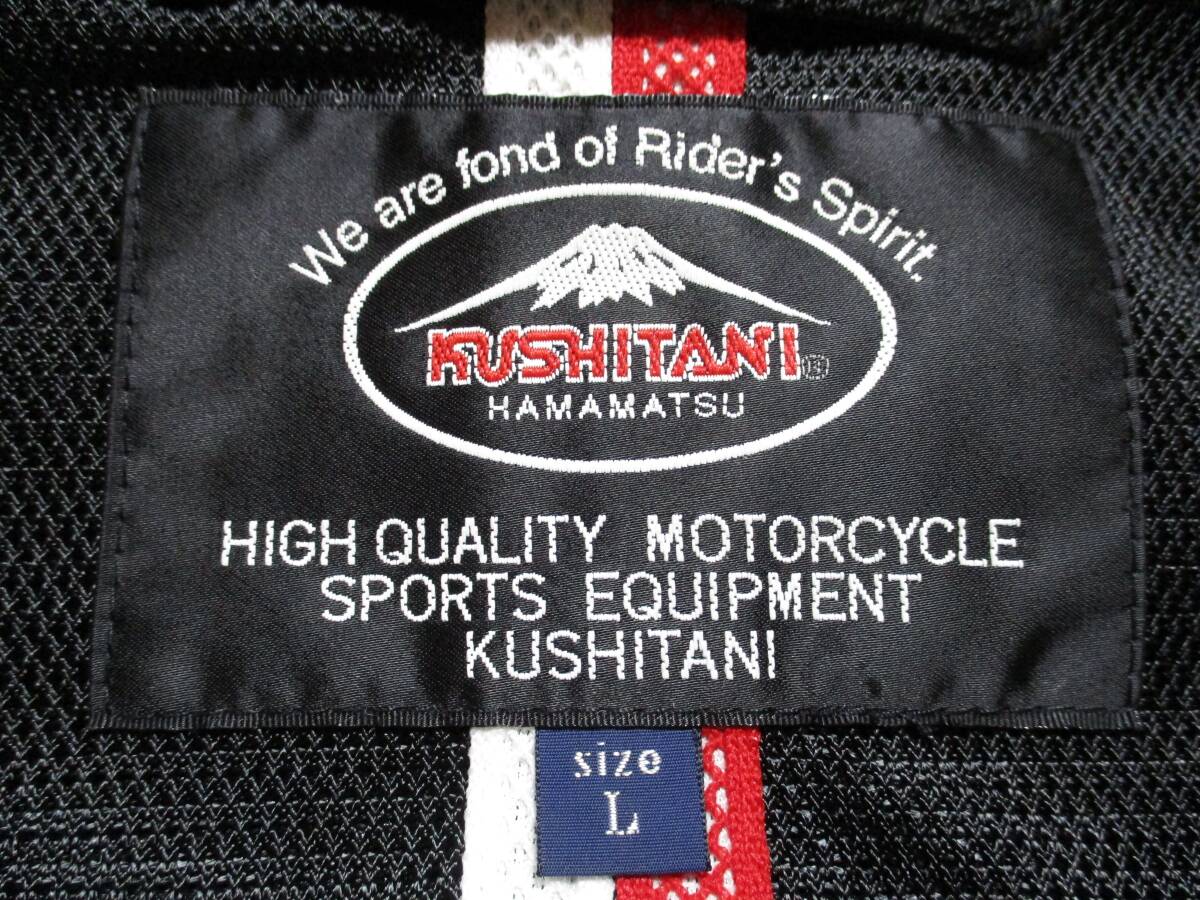 We are fond of Rider's Spirit.
KUSHITANI®
HAMAMATSU
HIGH QUALITY MOTORCYCLE
SPORTS EQUIPMENT
KUSHITANI
size
L